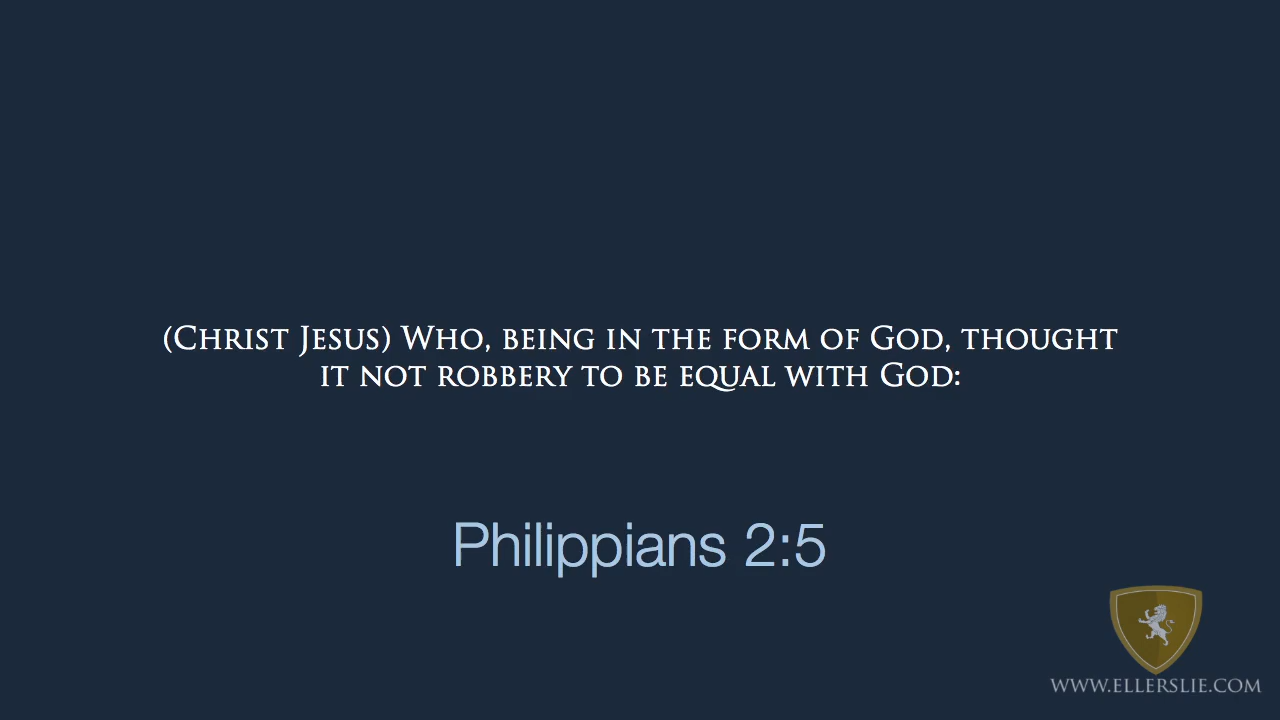 (Christ Jesus) Who, being in the form of God, thought
it not robbery to be equal with God:
Philippians 2:5
WWW.ELLERSLIE.COM